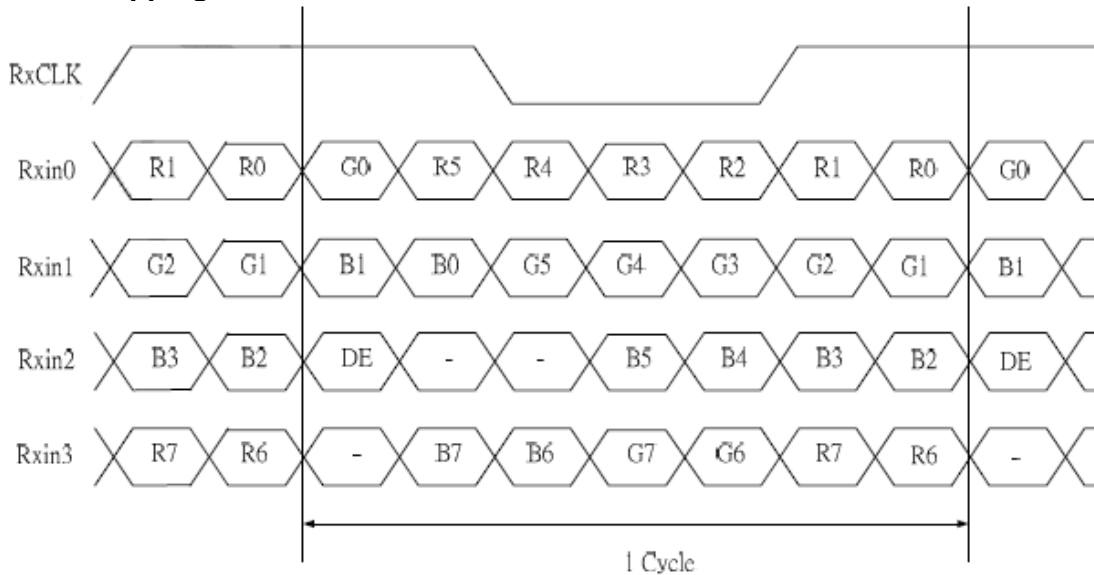 RxCLK
Rxin0 R1 R0 G0 R5 R4 R3 R2 R1 R0 G0
Rxin1 G2 G1 B1 B0 G5 G4 G3 G2 G1 B1
Rxin2 B3 B2 DE - - B5 B4 B3 B2 DE
Rxin3 R7 R6 - B7 B6 G7 G6 R7 R6 -
1 Cycle